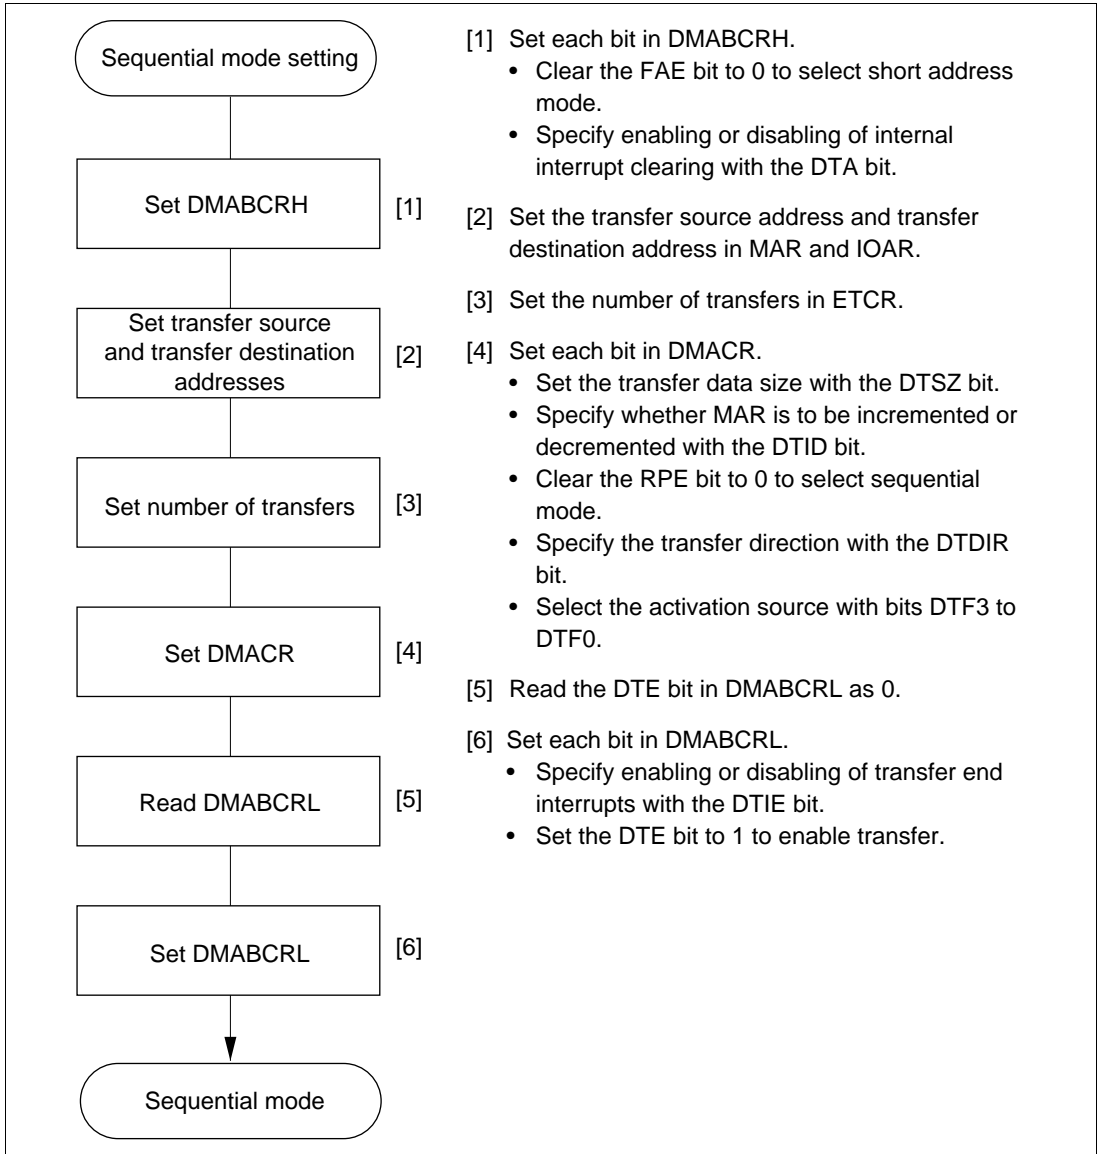 Sequential mode setting
Set DMABCRH
[1]
Set transfer source
and transfer destination
addresses
[2]
Set number of transfers
[3]
Set DMACR
[4]
Read DMABCRL
[5]
Set DMABCRL
[6]
Sequential mode
[1] Set each bit in DMABCRH.
• Clear the FAE bit to 0 to select short address
mode.
• Specify enabling or disabling of internal
interrupt clearing with the DTA bit.
[2] Set the transfer source address and transfer
destination address in MAR and IOAR.
[3] Set the number of transfers in ETCR.
[4] Set each bit in DMACR.
• Set the transfer data size with the DTSZ bit.
• Specify whether MAR is to be incremented or
decremented with the DTID bit.
• Clear the RPE bit to 0 to select sequential
mode.
• Specify the transfer direction with the DTDIR
bit.
• Select the activation source with bits DTF3 to
DTF0.
[5] Read the DTE bit in DMABCRL as 0.
[6] Set each bit in DMABCRL.
• Specify enabling or disabling of transfer end
interrupts with the DTIE bit.
• Set the DTE bit to 1 to enable transfer.